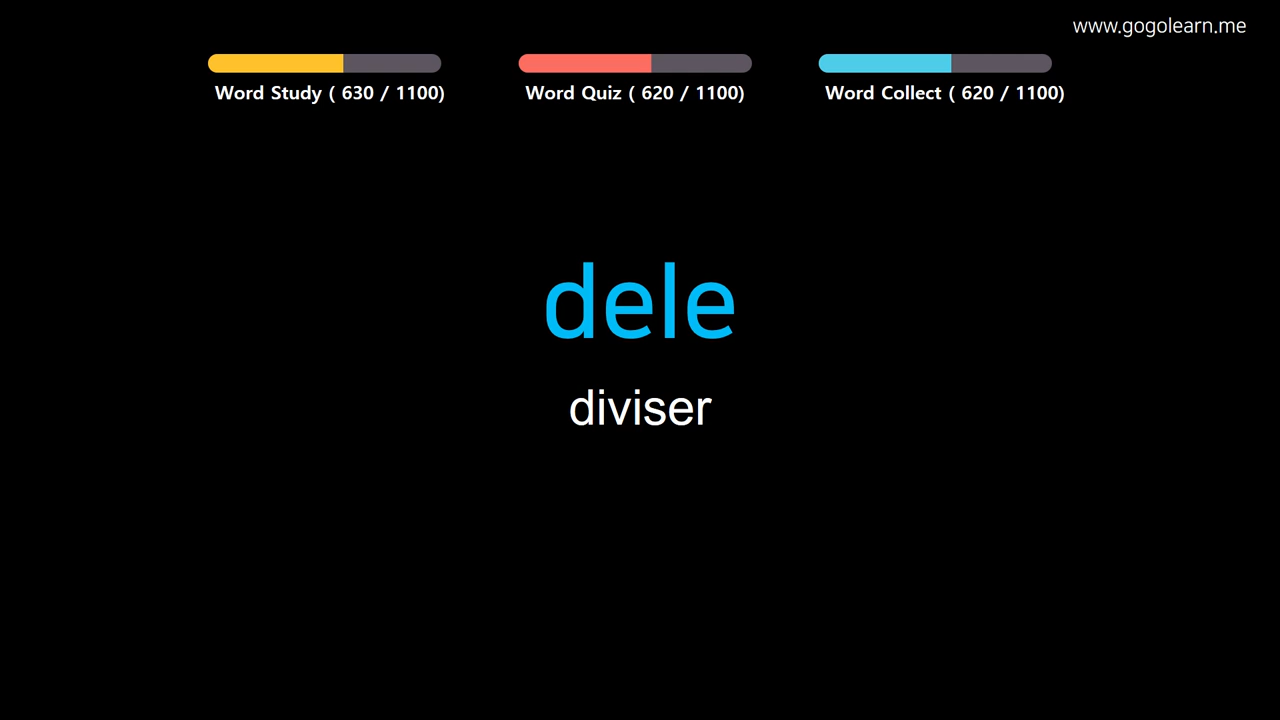 www.gogolearn.me
Word Study ( 630 / 1100)
Word Quiz ( 620 / 1100)
Word Collect ( 620 / 1100)
dele
diviser